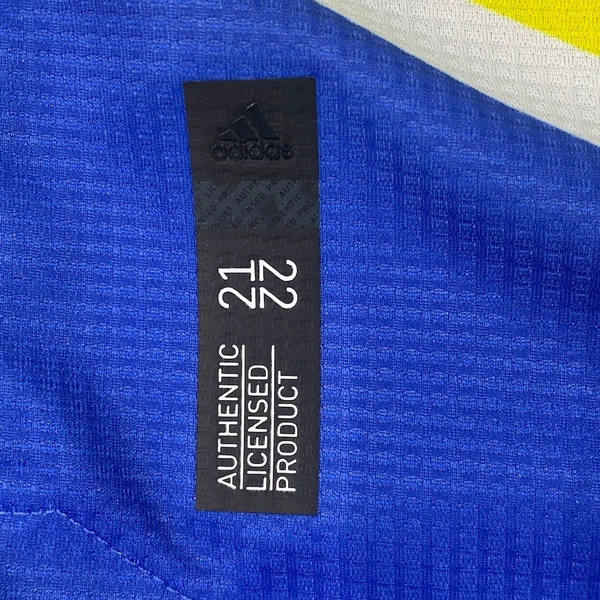 adidas
21
22
AUTHENTIC
LICENSED
PRODUCT